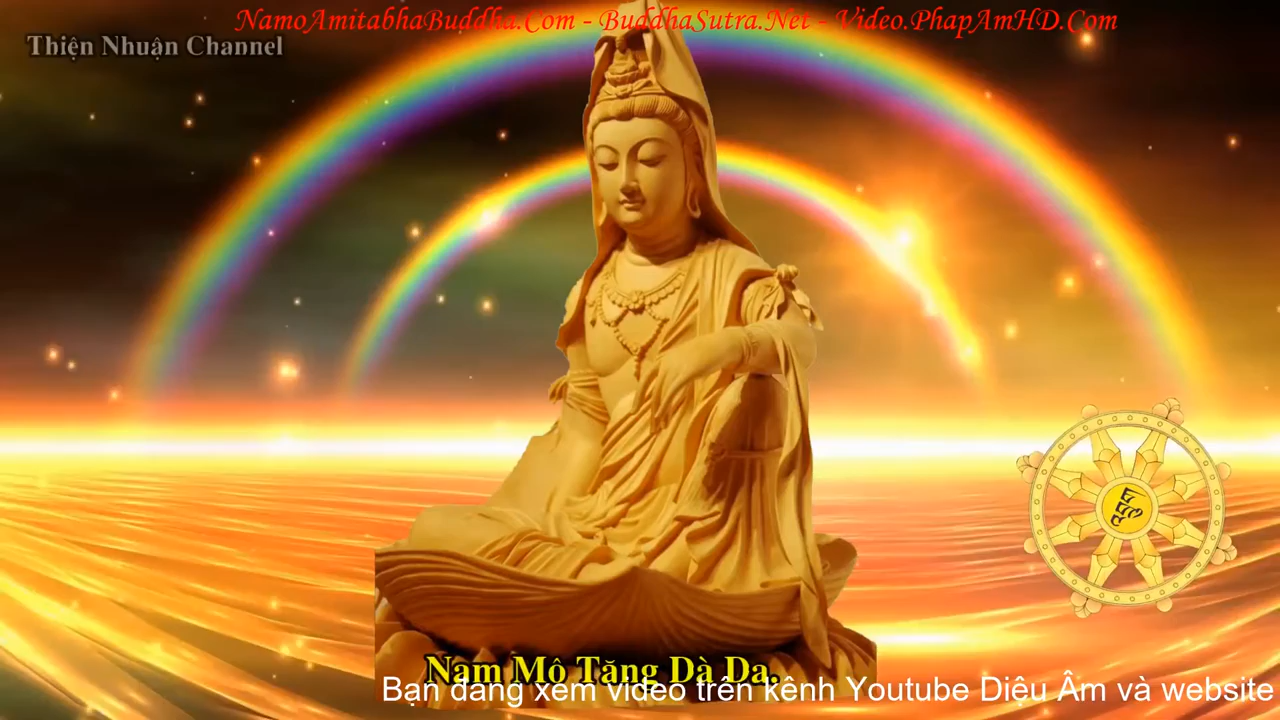 NamoAmitabhaBuddha.Com - BuddhaSutra.Net - Video.PhapAmHD.Com
Thiện Nhuận Channel
Nam Mô Tăng Dà Da.
Bạn đang xem video trên kênh Youtube Diệu Âm và website